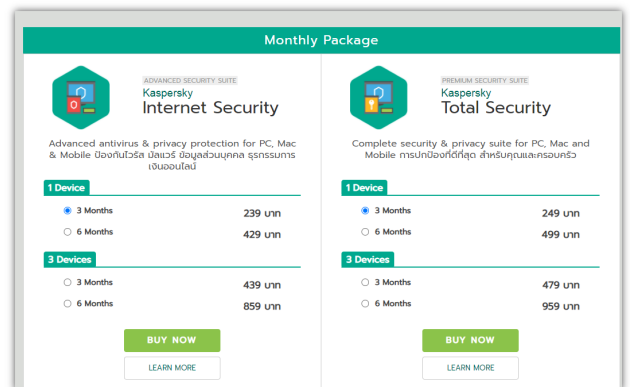 Monthly Package
ADVANCED SECURITY SUITE
Kaspersky
Internet Security
Advanced antivirus & privacy protection for PC, Mac
& Mobile ป้องกันไวรัส มัลแวร์ ข้อมูลส่วนบุคคล ธุรกรรมการ
เงินออนไลน์
1 Device
3 Months 239 บาท
6 Months 429 บาท
3 Devices
3 Months 439 บาท
6 Months 859 บาท
BUY NOW
LEARN MORE
PREMIUM SECURITY SUITE
Kaspersky
Total Security
Complete security & privacy suite for PC, Mac and
Mobile การปกป้องที่ดีที่สุด สำหรับคุณและครอบครัว
1 Device
3 Months 249 บาท
6 Months 499 บาท
3 Devices
3 Months 479 บาท
6 Months 959 บาท
BUY NOW
LEARN MORE